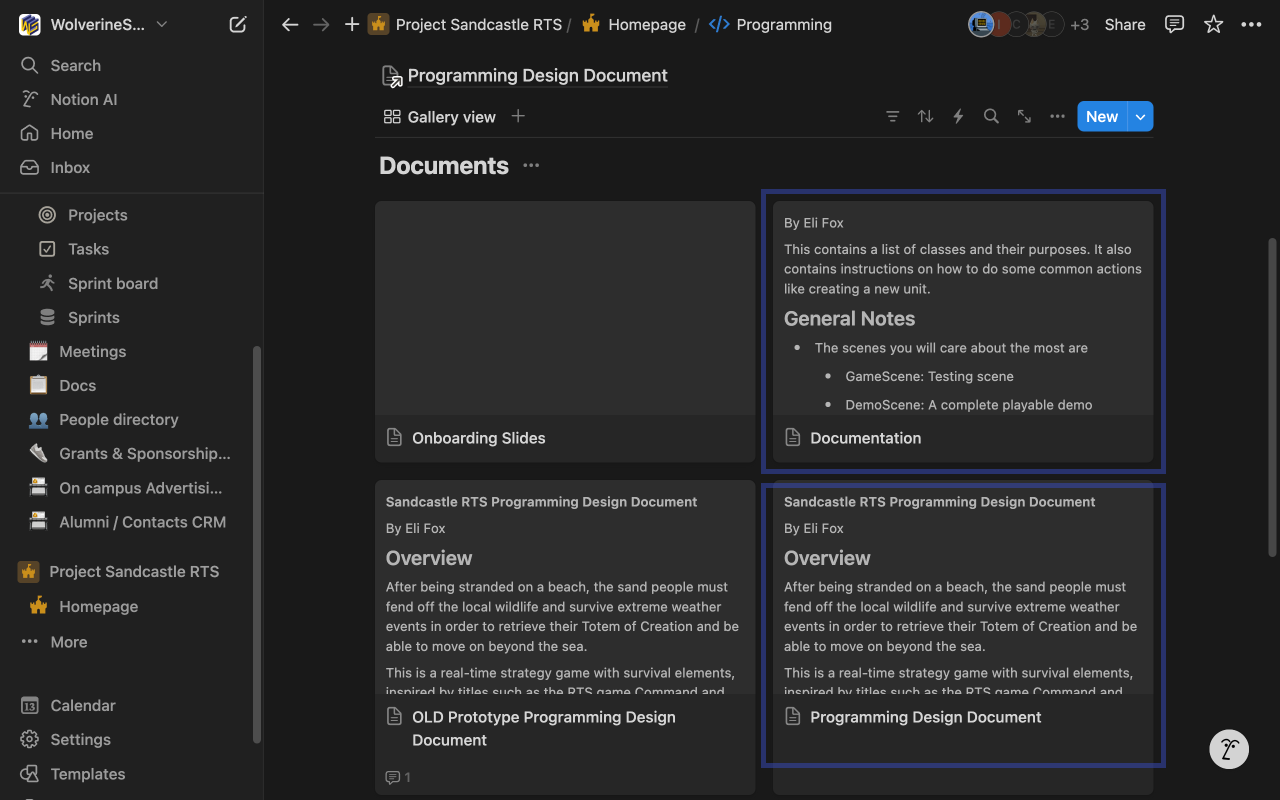 WolverineS...
Search
Notion AI
Home
Inbox
Projects
Tasks
Sprint board
Sprints
Meetings
Docs
People directory
Grants & Sponsorship...
On campus Advertisi...
Alumni / Contacts CRM
Project Sandcastle RTS
Homepage
More
13 Calendar
Settings
Templates
Project Sandcastle RTS / Homepage / Programming
C E +3 Share
Programming Design Document
Gallery view
New
Documents
Onboarding Slides
By Eli Fox
This contains a list of classes and their purposes. It also
contains instructions on how to do some common actions
like creating a new unit.
General Notes
• The scenes you will care about the most are
• GameScene: Testing scene
• DemoScene: A complete playable demo
Documentation
Sandcastle RTS Programming Design Document
By Eli Fox
Overview
After being stranded on a beach, the sand people must
fend off the local wildlife and survive extreme weather
events in order to retrieve their Totem of Creation and be
able to move on beyond the sea.
This is a real-time strategy game with survival elements,
inspired by titles such as the RTS game Command and
OLD Prototype Programming Design
Document
1
Sandcastle RTS Programming Design Document
By Eli Fox
Overview
After being stranded on a beach, the sand people must
fend off the local wildlife and survive extreme weather
events in order to retrieve their Totem of Creation and be
able to move on beyond the sea.
This is a real-time strategy game with survival elements,
inspired by titles such as the RTS game Command and
Programming Design Document